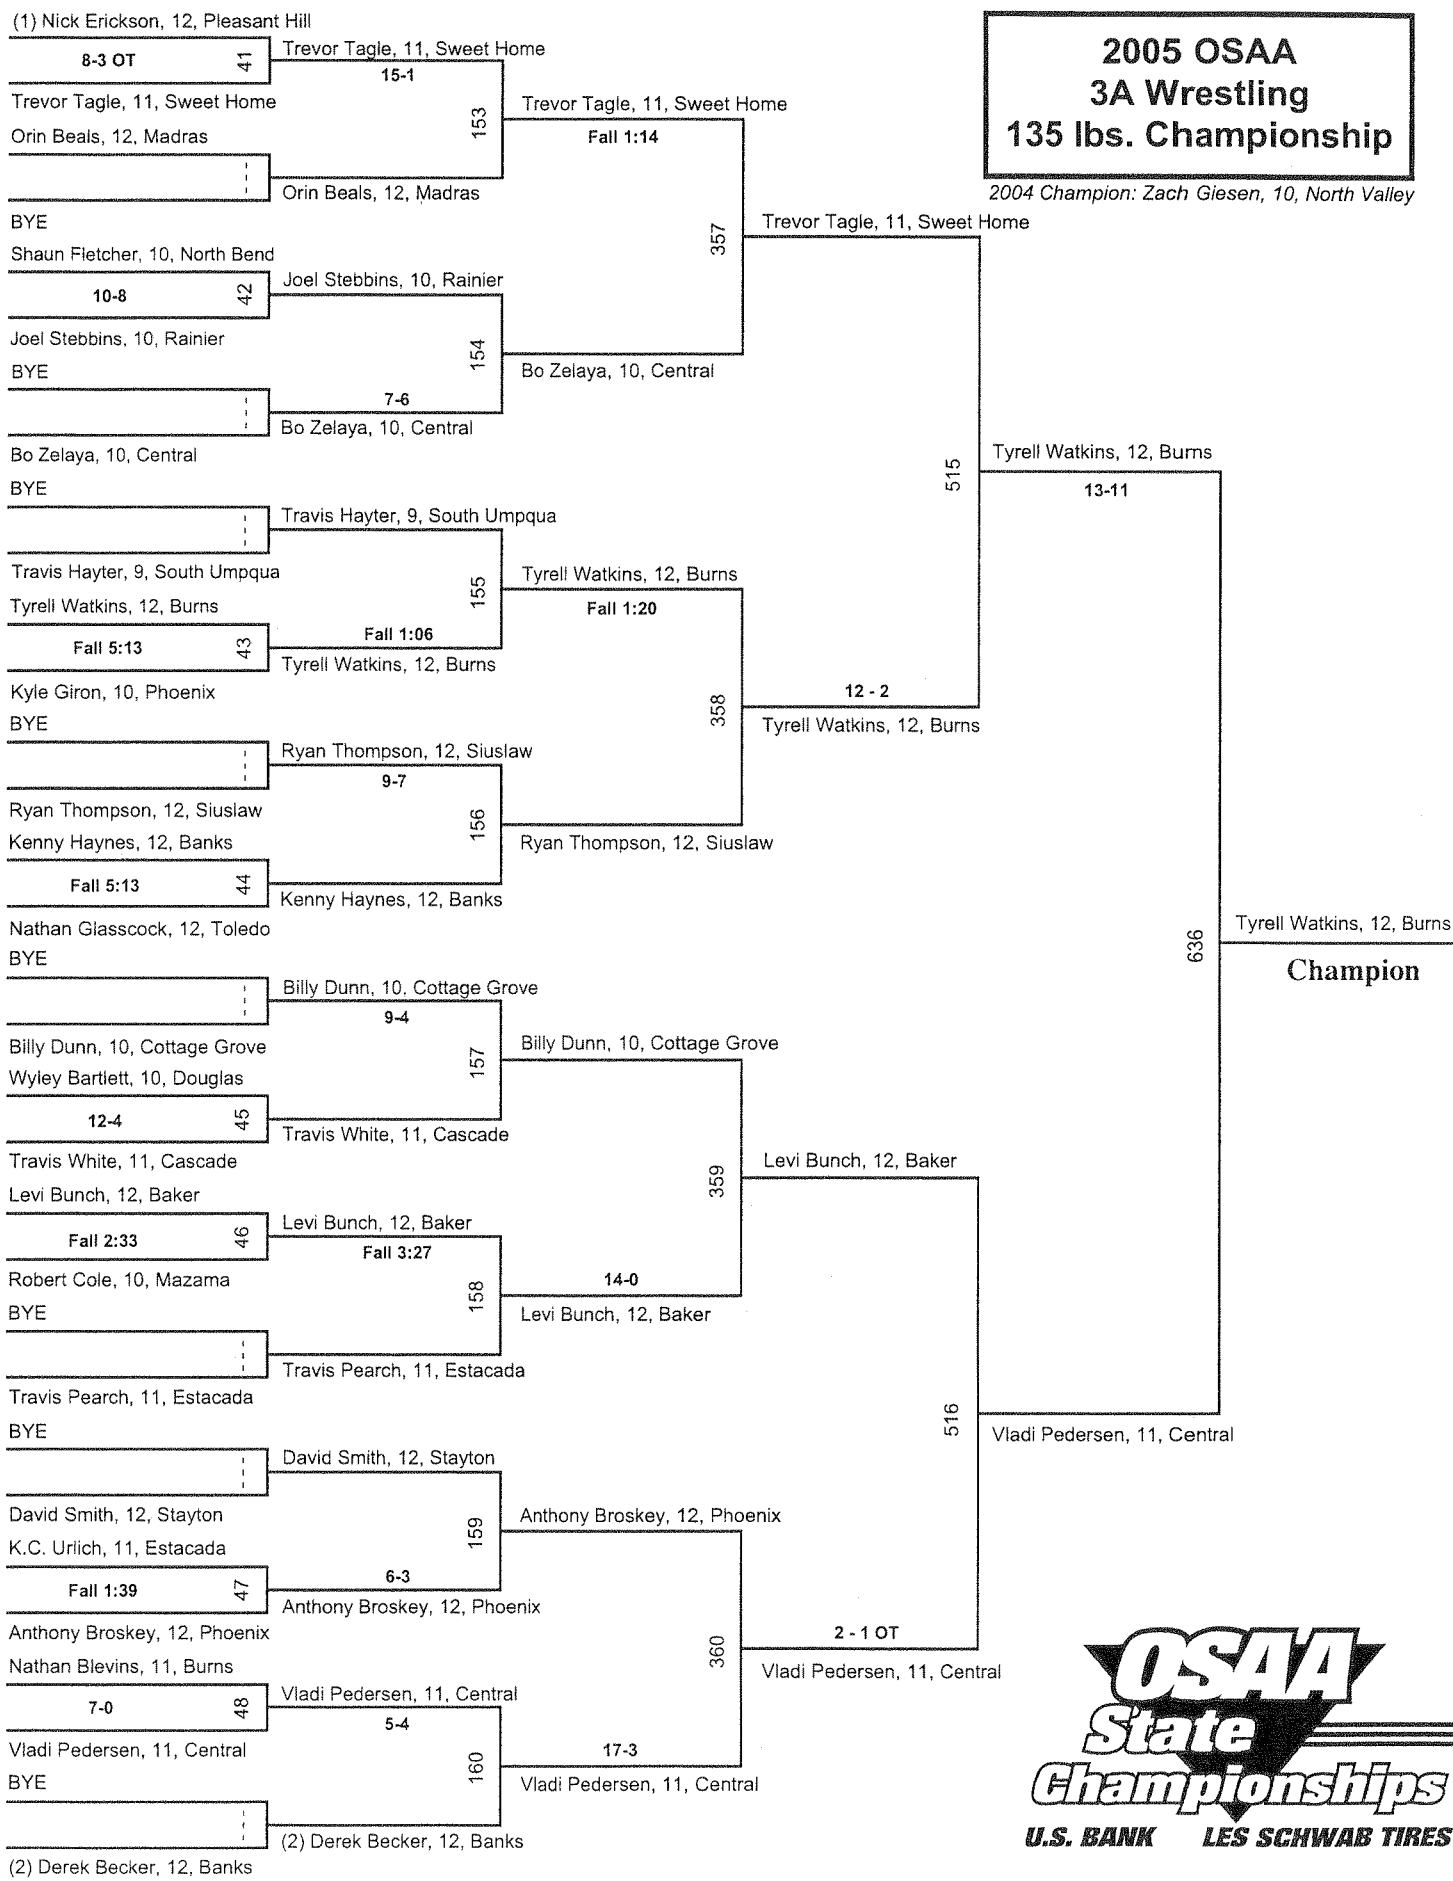 (1) Nick Erickson, 12, Pleasant Hill
8-3 OT
41
Trevor Tagle, 11, Sweet Home
Orin Beals, 12, Madras
BYE
Shaun Fletcher, 10, North Bend
10-8
42
Joel Stebbins, 10, Rainier
BYE
Bo Zelaya, 10, Central
BYE
Travis Hayter, 9, South Umpqua
Tyrell Watkins, 12, Burns
Fall 5:13
43
Kyle Giron, 10, Phoenix
BYE
Ryan Thompson, 12, Siuslaw
Kenny Haynes, 12, Banks
Fall 5:13
44
Nathan Glasscock, 12, Toledo
BYE
Billy Dunn, 10, Cottage Grove
Wyley Bartlett, 10, Douglas
12-4
45
Travis White, 11, Cascade
Levi Bunch, 12, Baker
Fall 2:33
46
Robert Cole, 10, Mazama
BYE
Travis Pearch, 11, Estacada
BYE
David Smith, 12, Stayton
K.C. Urlich, 11, Estacada
Fall 1:39
47
Anthony Broskey, 12, Phoenix
Nathan Blevins, 11, Burns
7-0
48
Vladi Pedersen, 11, Central
BYE
(2) Derek Becker, 12, Banks
Trevor Tagle, 11, Sweet Home
15-1
153
Orin Beals, 12, Madras
Joel Stebbins, 10, Rainier
154
7-6
Bo Zelaya, 10, Central
Travis Hayter, 9, South Umpqua
155
Fall 1:06
Tyrell Watkins, 12, Burns
Ryan Thompson, 12, Siuslaw
9-7
156
Kenny Haynes, 12, Banks
Billy Dunn, 10, Cottage Grove
9-4
157
Travis White, 11, Cascade
Levi Bunch, 12, Baker
Fall 3:27
158
Travis Pearch, 11, Estacada
David Smith, 12, Stayton
159
6-3
Anthony Broskey, 12, Phoenix
Vladi Pedersen, 11, Central
5-4
160
(2) Derek Becker, 12, Banks
Trevor Tagle, 11, Sweet Home
Fall 1:14
357
Bo Zelaya, 10, Central
Tyrell Watkins, 12, Burns
Fall 1:20
358
Ryan Thompson, 12, Siuslaw
Billy Dunn, 10, Cottage Grove
359
14-0
Levi Bunch, 12, Baker
Anthony Broskey, 12, Phoenix
360
17-3
Vladi Pedersen, 11, Central
Trevor Tagle, 11, Sweet Home
515
12 - 2
Tyrell Watkins, 12, Burns
Levi Bunch, 12, Baker
516
2 - 1 OT
Vladi Pedersen, 11, Central
Tyrell Watkins, 12, Burns
13-11
636
Vladi Pedersen, 11, Central
Tyrell Watkins, 12, Burns
Champion
2005 OSAA
3A Wrestling
135 lbs. Championship
2004 Champion: Zach Giesen, 10, North Valley
OSAA
State
Championships
U.S. BANK LES SCHWAB TIRES